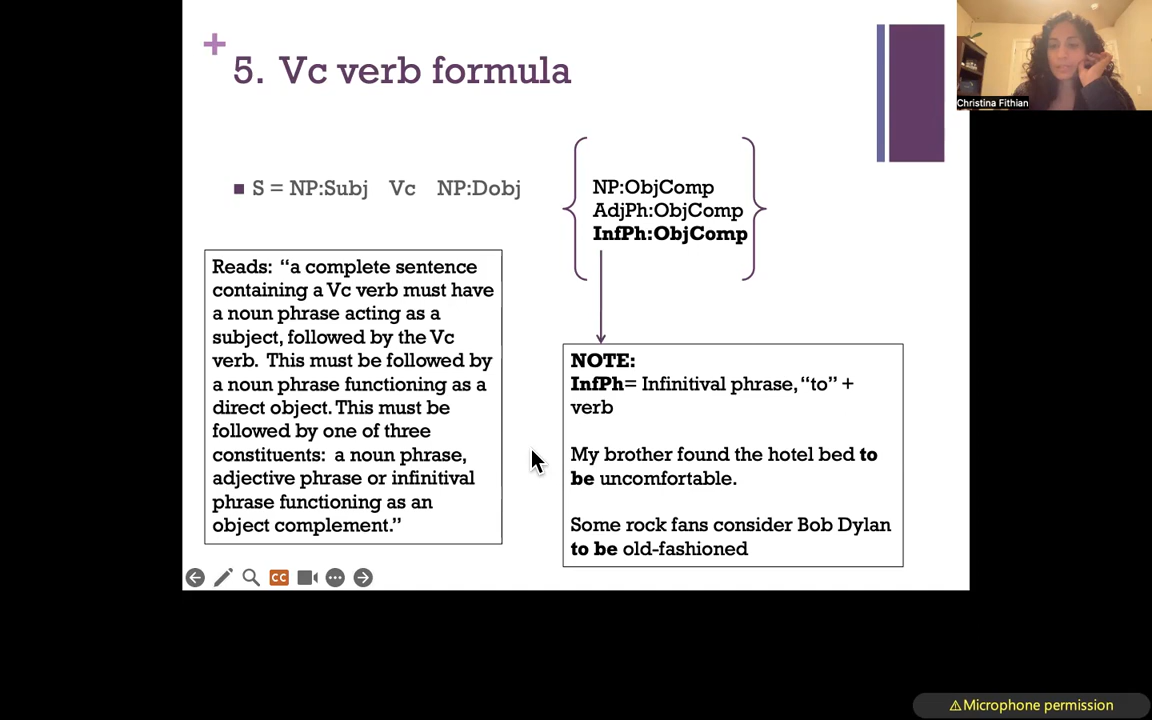 +
5. Vc verb formula
Christina Fithian
■ S = NP:Subj Vc NP:Dobj
NP:ObjComp
AdjPh:ObjComp
InfPh:ObjComp
Reads: “a complete sentence
containing a Vc verb must have
a noun phrase acting as a
subject, followed by the Vc
verb. This must be followed by
a noun phrase functioning as a
direct object. This must be
followed by one of three
constituents: a noun phrase,
adjective phrase or infinitival
phrase functioning as an
object complement.”
NOTE:
InfPh= Infinitival phrase, “to” +
verb
My brother found the hotel bed to
be uncomfortable.
Some rock fans consider Bob Dylan
to be old-fashioned
CC
⚠Microphone permission